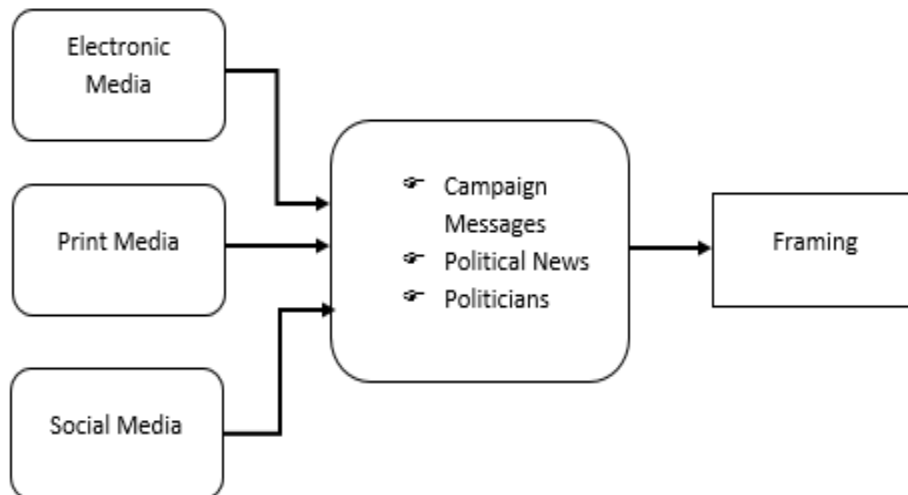 Electronic
Media
Print Media
Social Media
☞ Campaign
Messages
☞ Political News
☞ Politicians
Framing